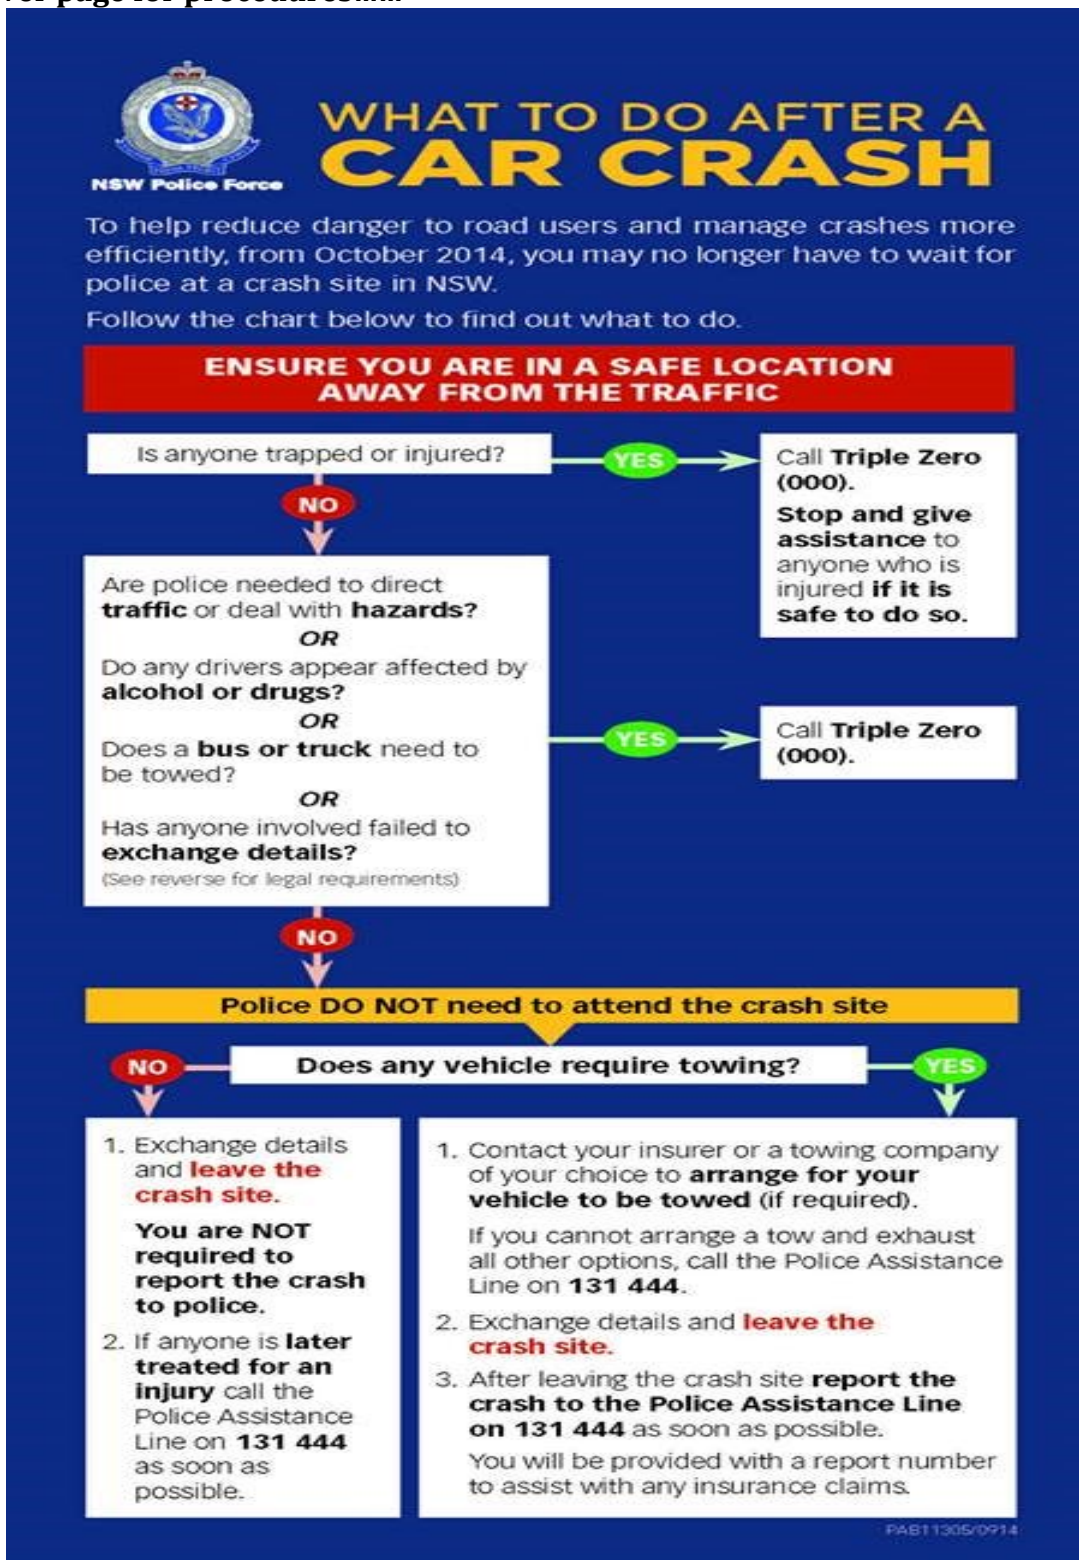 page for procedures......
NSW Police Force
WHAT TO DO AFTER A
CAR CRASH
To help reduce danger to road users and manage crashes more
efficiently, from October 2014, you may no longer have to wait for
police at a crash site in NSW.
Follow the chart below to find out what to do.
ENSURE YOU ARE IN A SAFE LOCATION
AWAY FROM THE TRAFFIC
Is anyone trapped or injured?
YES
Call Triple Zero
(000).
Stop and give
assistance to
anyone who is
injured if it is
safe to do so.
NO
Are police needed to direct
traffic or deal with hazards?
OR
Do any drivers appear affected by
alcohol or drugs?
OR
Does a bus or truck need to
be towed?
OR
Has anyone involved failed to
exchange details?
(See reverse for legal requirements)
YES
Call Triple Zero
(000).
NO
Police DO NOT need to attend the crash site
Does any vehicle require towing?
NO
1. Exchange details
and leave the
crash site.
You are NOT
required to
report the crash
to police.
2. If anyone is later
treated for an
injury call the
Police Assistance
Line on 131 444
as soon as
possible.
YES
1. Contact your insurer or a towing company
of your choice to arrange for your
vehicle to be towed (if required).
If you cannot arrange a tow and exhaust
all other options, call the Police Assistance
Line on 131 444.
2. Exchange details and leave the
crash site.
3. After leaving the crash site report the
crash to the Police Assistance Line
on 131 444 as soon as possible.
You will be provided with a report number
to assist with any insurance claims.
PAB11305/0914